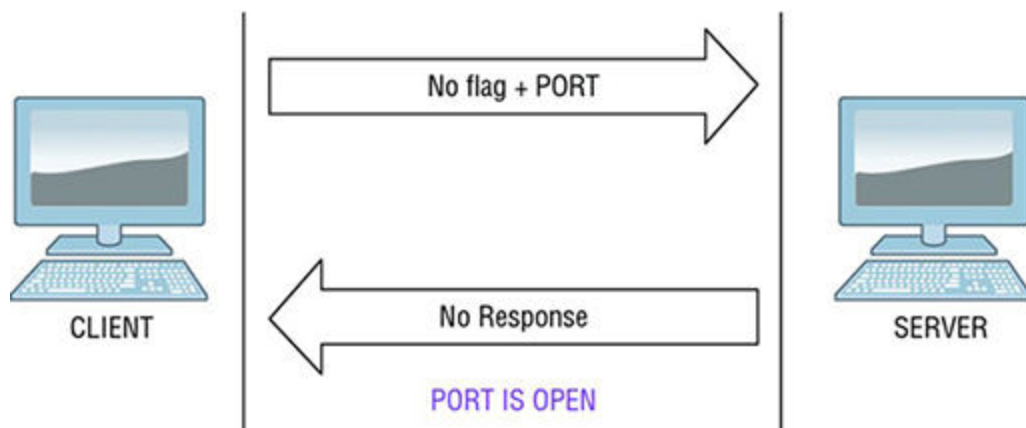 No flag + PORT
CLIENT
SERVER
No Response
PORT IS OPEN